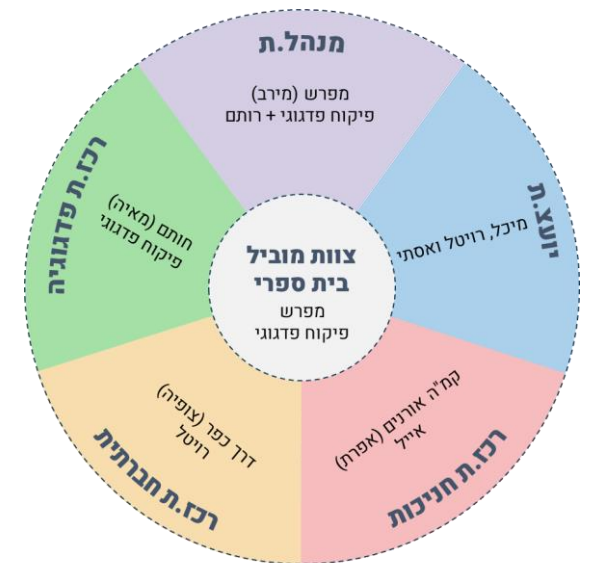 מנהל.ת
מפרש (מירב)
פיקוח פדגוגי + רותם
יועצ.ת
מיכל, רויטל ואסתי
רכז.ת חניכות
קמ"ה אורנים (אפרת)
אייל
רכז.ת חברתית
דרך כפר (צופיה)
רויטל
רכז.ת פדגוגיה
חותם (מאיה)
פיקוח פדגוגי
צוות מוביל
בית ספרי
מפרש
פיקוח פדגוגי